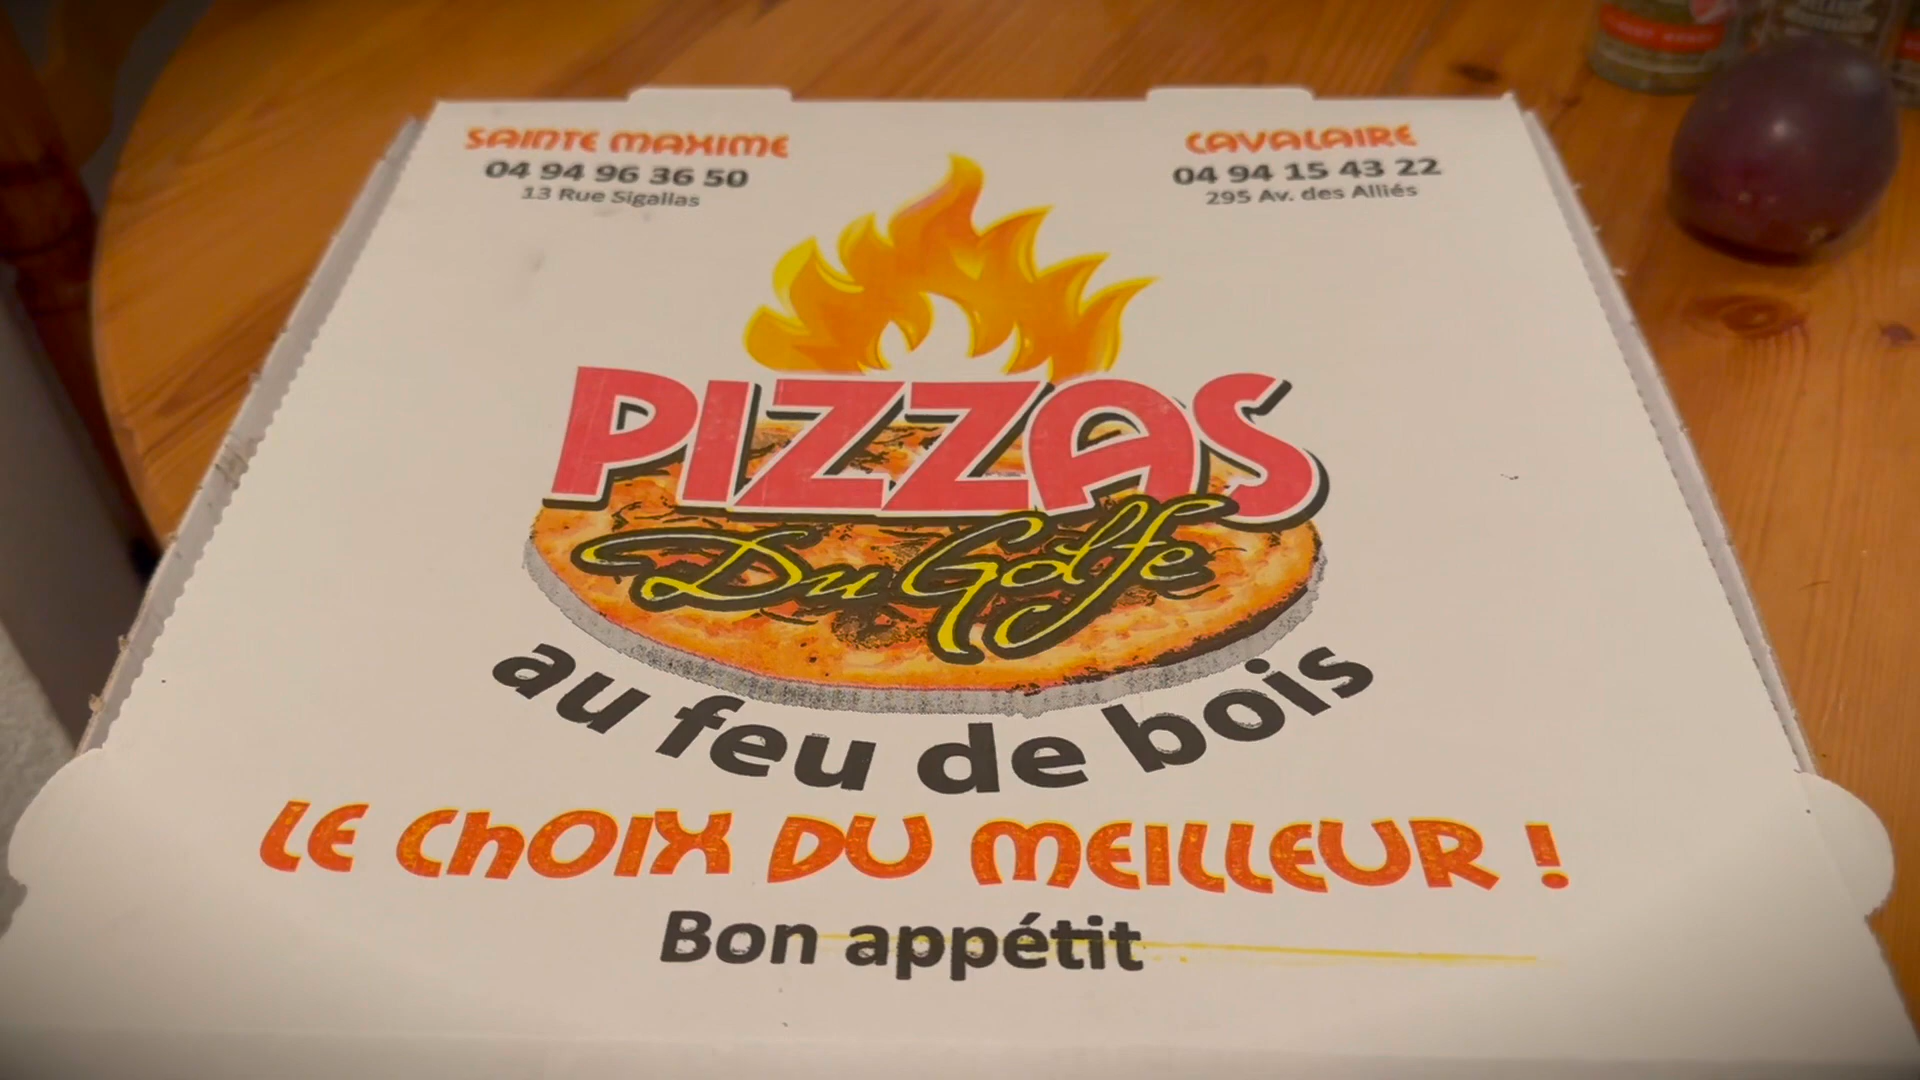 SAINTE MAXIME
04 94 96 36 50
13 Rue Sigallas
CAVALAIRE
04 94 15 43 22
295 Av. des Alliés
PIZZAS
Du Golfe
au feu de bois
LE CHOIX DU MEILLEUR !
Bon appétit